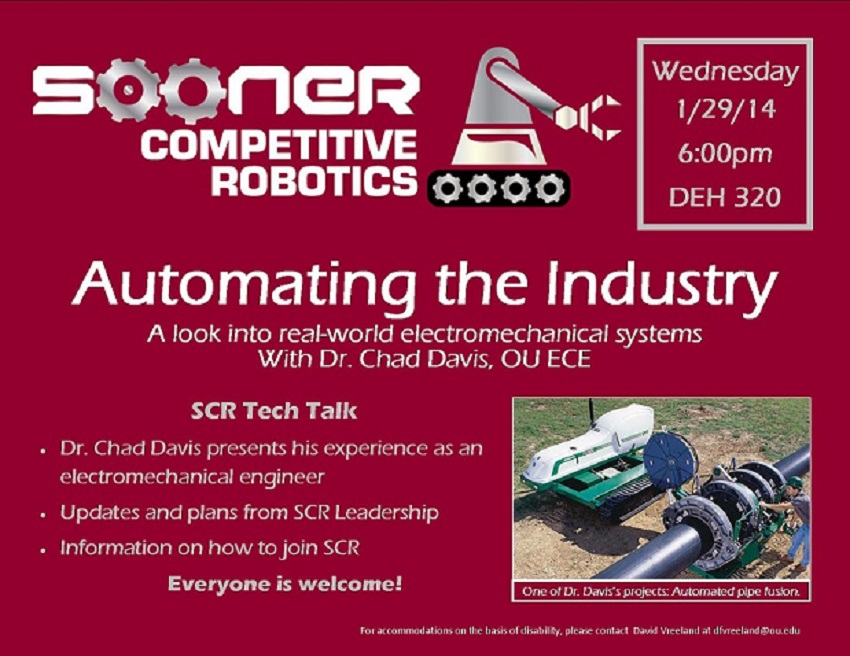 SOONER
COMPETITIVE
ROBOTICS
Wednesday
1/29/14
6:00pm
DEH 320
Automating the Industry
A look into real-world electromechanical systems
With Dr. Chad Davis, OU ECE
SCR Tech Talk
• Dr. Chad Davis presents his experience as an
electromechanical engineer
• Updates and plans from SCR Leadership
• Information on how to join SCR
Everyone is welcome!
One of Dr. Davis's projects: Automated pipe fusion.
For accommodations on the basis of disability, please contact David Vreeland at dfvreeland@ou.edu